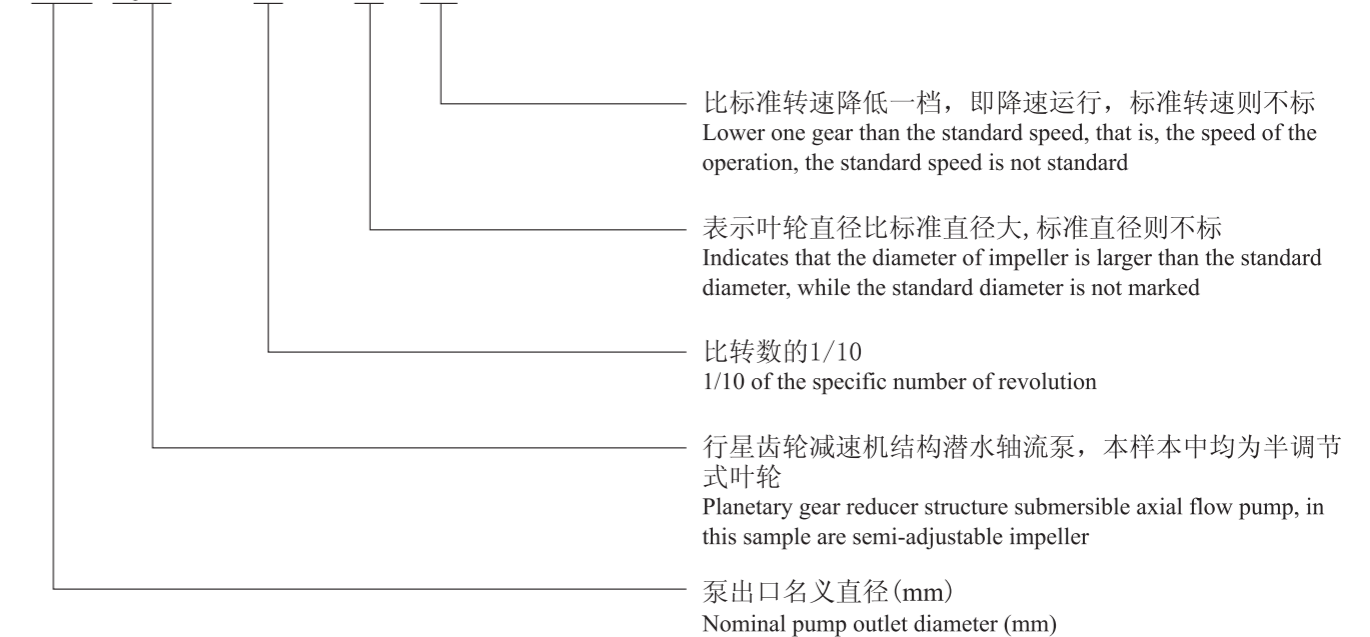 比标准转速降低一档，即降速运行，标准转速则不标
Lower one gear than the standard speed, that is, the speed of the
operation, the standard speed is not standard
表示叶轮直径比标准直径大,标准直径则不标
Indicates that the diameter of impeller is larger than the standard
diameter, while the standard diameter is not marked
比转数的1/10
1/10 of the specific number of revolution
行星齿轮减速机结构潜水轴流泵，本样本中均为半调节
式叶轮
Planetary gear reducer structure submersible axial flow pump, in
this sample are semi-adjustable impeller
泵出口名义直径(mm)
Nominal pump outlet diameter (mm)